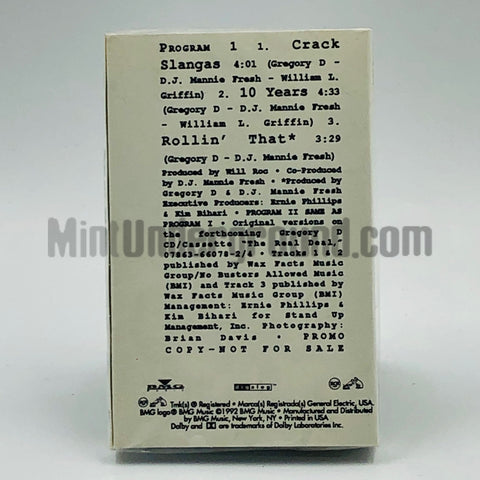 PROGRAM 1 1. Crack
Slangas 4:01 (Gregory D -
D.J. Mannie Fresh - William L.
Griffin) 2. 10 Years 4:33
(Gregory D - D.J. Mannie Fresh
- William L. Griffin) 3.
Rollin' That* 3:29
(Gregory D - D.J. Mannie Fresh)
Produced by Will Roc • Co-Produced
by D.J. Mannie Fresh • *Produced by
Gregory D & D.J. Mannie Fresh
Executive Producers: Ernie Phillips
& Kim Bihari • PROGRAM II SAME AS
PROGRAM I • Original versions on
the forthcoming Gregory D
CD/cassette "The Real Deal,
07863-66078-2/4 Tracks 1
published by Wax Facts Music
Group/No Busters Allowed Music
(BMI) and Track 3 published by
Wax Facts Music Group (BMI)
Management: Ernie Phillips &
Kim Bihari for Stand Up
Management, Inc. Photography:
Brian Davis • PROMO
COPY-NOT FOR SALE
MintUnderground.com
BMG
Tmk(s) ® Registered • Marca(s) Registrada(s) General Electric, USA.
BMG logo ® BMG Music ©1992 BMG Music • Manufactured and Distributed
by BMG Music, New York, NY • Printed in USA
Dolby and DD are trademarks of Dolby Laboratories Inc.